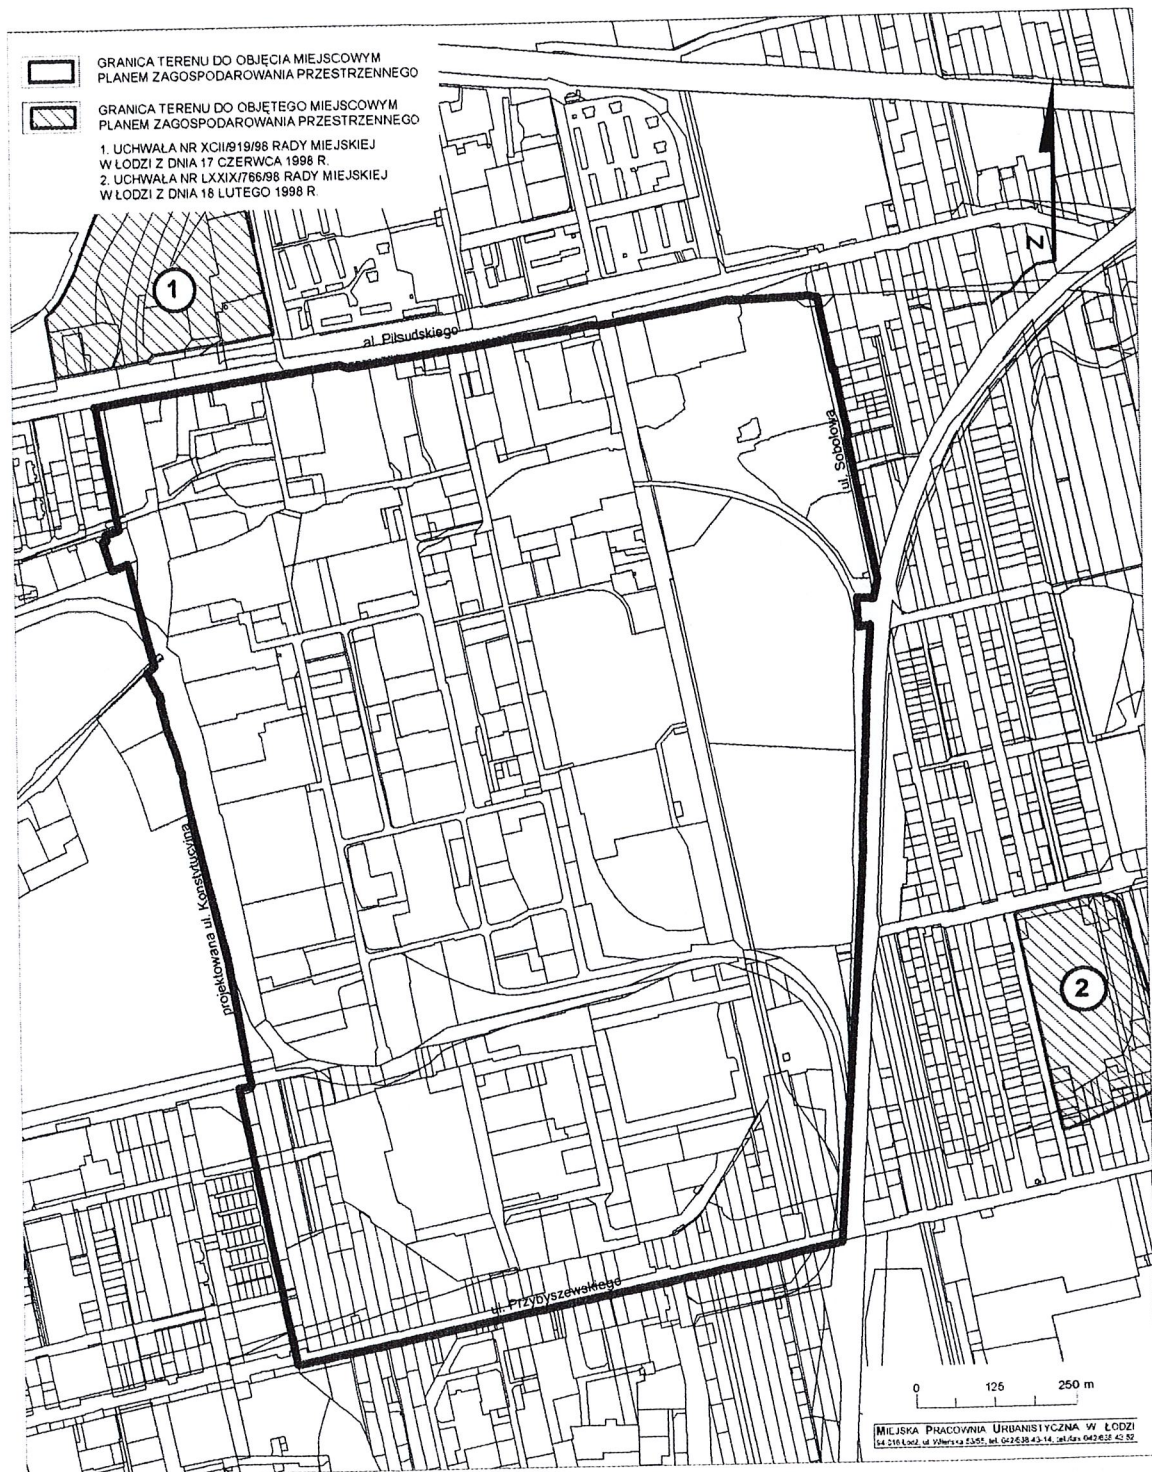 GRANICA TERENU DO OBJĘCIA MIEJSCOWYM
PLANEM ZAGOSPODAROWANIA PRZESTRZENNEGO
GRANICA TERENU DO OBJĘTEGO MIEJSCOWYM
PLANEM ZAGOSPODAROWANIA PRZESTRZENNEGO
1. UCHWAŁA NR XCII/919/98 RADY MIEJSKIEJ
W ŁODZI Z DNIA 17 CZERWCA 1998 R.
2. UCHWAŁA NR LXXIX/766/98 RADY MIEJSKIEJ
W ŁODZI Z DNIA 18 LUTEGO 1998 R.
N
1
al. Piłsudskiego
ul. Sobolowa
projektowana ul. Konstytucyjna
2
ul. Przybyszewskiego
0 125 250 m
MIEJSKA PRACOWNIA URBANISTYCZNA W ŁODZI